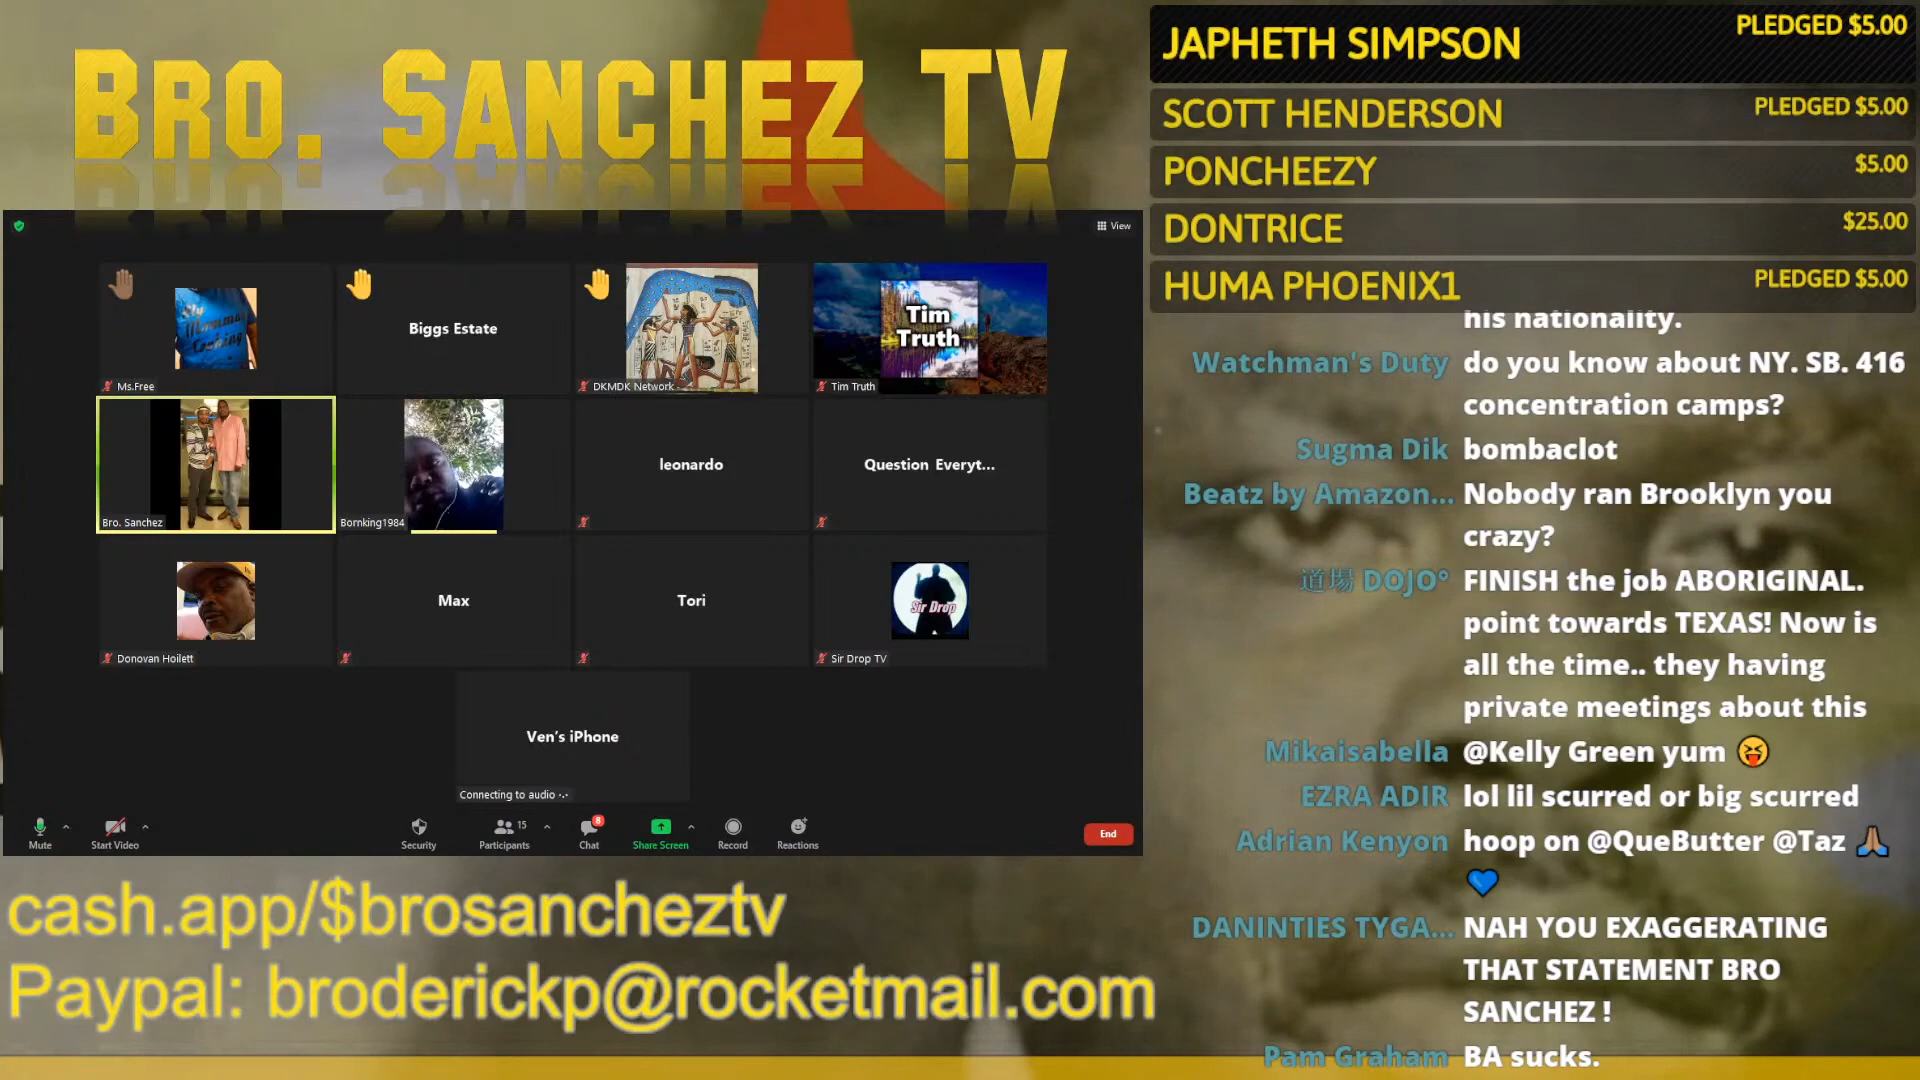 BRO. SANCHEZ TV
View
My
Mommas
Cooking
Ms.Free
Biggs Estate
DKMDK Network
Tim
Truth
Tim Truth
Bro. Sanchez
Bornking1984
leonardo
Question Everyt...
Donovan Hoilett
Max
Tori
Sir Drop
Sir Drop TV
Ven's iPhone
Connecting to audio
Mute
Start Video
Security
15
Participants
8
Chat
Share Screen
Record
Reactions
End
cash.app/$brosancheztv
Paypal: broderickp@rocketmail.com
JAPHETH SIMPSON PLEDGED $5.00
SCOTT HENDERSON PLEDGED $5.00
PONCHEEZY $5.00
DONTRICE $25.00
HUMA PHOENIX1 PLEDGED $5.00
his nationality.
Watchman's Duty do you know about NY. SB. 416
concentration camps?
Sugma Dik bombaclot
Beatz by Amazon... Nobody ran Brooklyn you
crazy?
道場 DOJO° FINISH the job ABORIGINAL.
point towards TEXAS! Now is
all the time.. they having
private meetings about this
Mikaisabella @Kelly Green yum 😝
EZRA ADIR lol lil scurred or big scurred
Adrian Kenyon hoop on @QueButter @Taz 🙏🏽
💙
DANINTIES TYGA... NAH YOU EXAGGERATING
THAT STATEMENT BRO
SANCHEZ !
Pam Graham BA sucks.